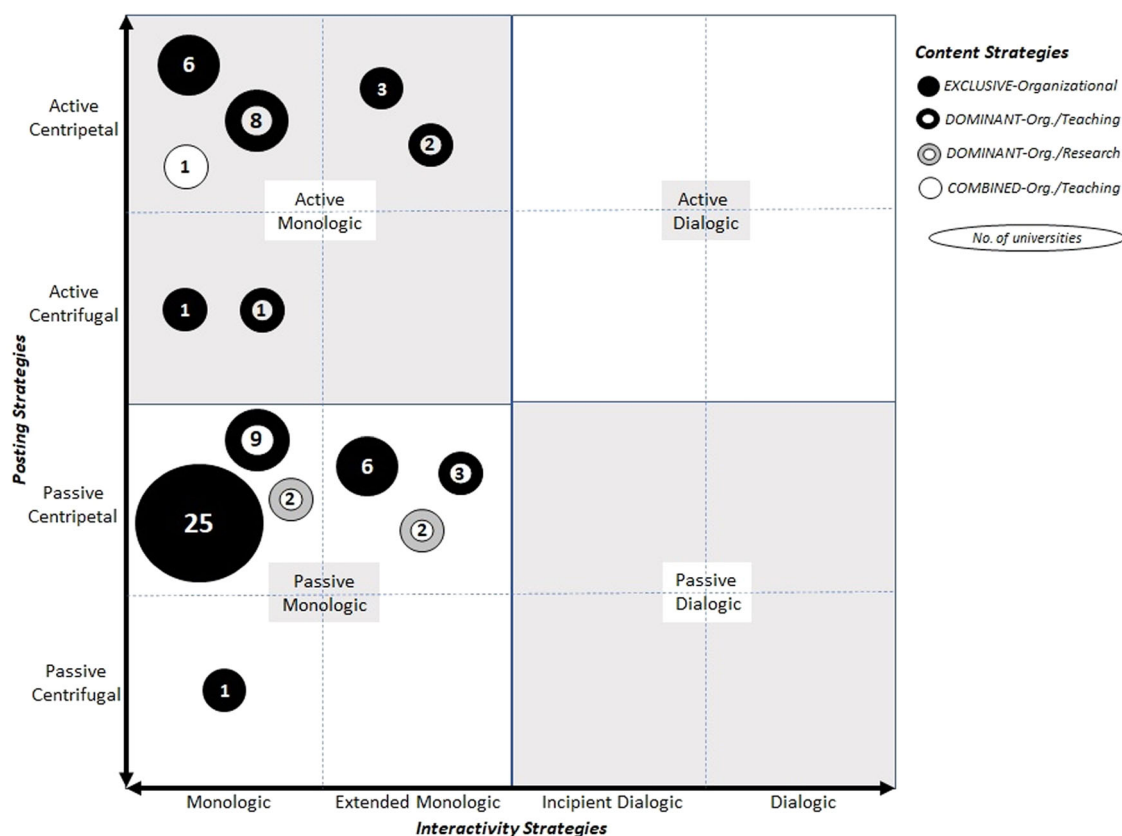 Content Strategies
EXCLUSIVE-Organizational
DOMINANT-Org./Teaching
DOMINANT-Org./Research
COMBINED-Org./Teaching
No. of universities
Posting Strategies
Active
Centripetal
6
8
1
3
2
Active
Monologic
Active
Dialogic
Active
Centrifugal
1
1
Passive
Centripetal
9
25
2
6
3
2
Passive
Monologic
Passive
Dialogic
Passive
Centrifugal
1
Monologic
Extended Monologic
Incipient Dialogic
Dialogic
Interactivity Strategies